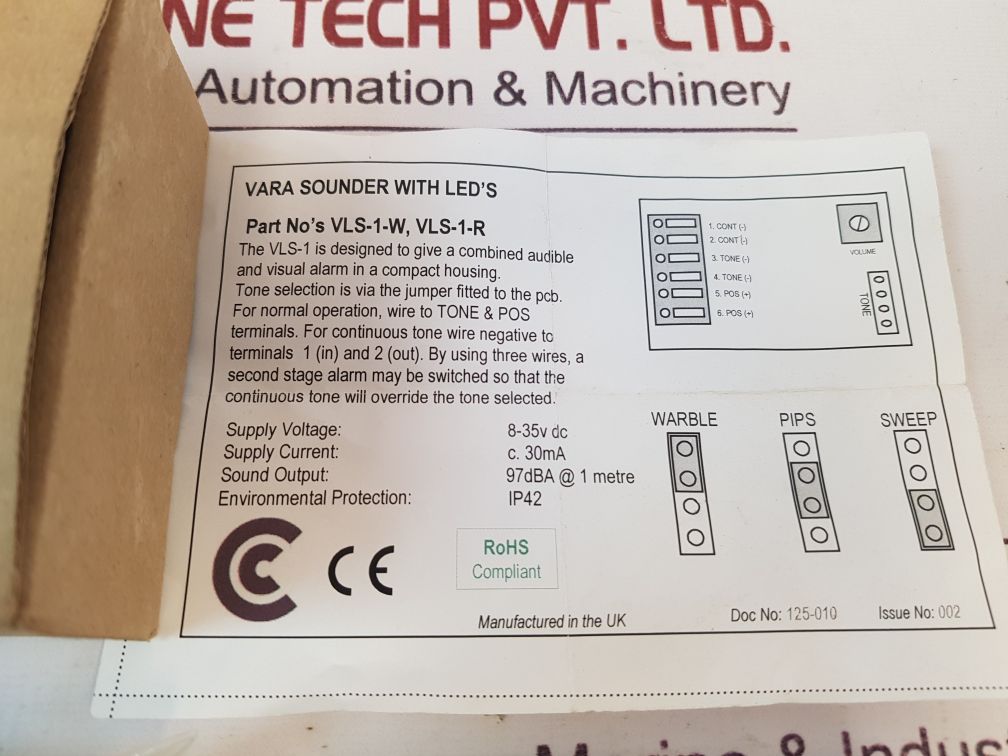 NE TECH PVT. LTD.
Automation & Machinery
VARA SOUNDER WITH LED'S
Part No's VLS-1-W, VLS-1-R
The VLS-1 is designed to give a combined audible
and visual alarm in a compact housing.
Tone selection is via the jumper fitted to the pcb.
For normal operation, wire to TONE & POS
terminals. For continuous tone wire negative to
terminals 1 (in) and 2 (out). By using three wires, a
second stage alarm may be switched so that the
continuous tone will override the tone selected.
1. CONT (-)
2. CONT (-)
3. TONE (-)
4. TONE (-)
5. POS (+)
6. POS (+)
VOLUME
TONE
Supply Voltage: 8-35v dc
Supply Current: c. 30mA
Sound Output: 97dBA @ 1 metre
Environmental Protection: IP42
WARBLE PIPS SWEEP
CC
CE
RoHS
Compliant
Manufactured in the UK
Doc No: 125-010 Issue No: 002
Marine & Indus